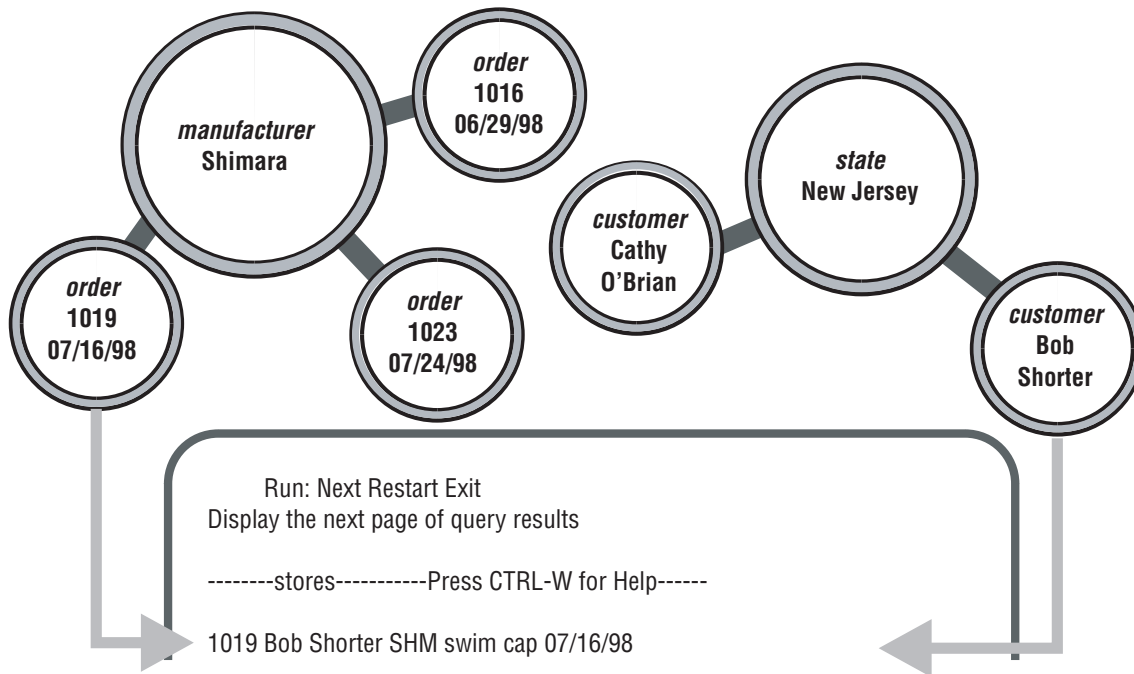 manufacturer
Shimara
order
1016
06/29/98
order
1019
07/16/98
order
1023
07/24/98
state
New Jersey
customer
Cathy
O’Brian
customer
Bob
Shorter
Run: Next Restart Exit
Display the next page of query results
--------stores-----------Press CTRL-W for Help------
1019 Bob Shorter SHM swim cap 07/16/98